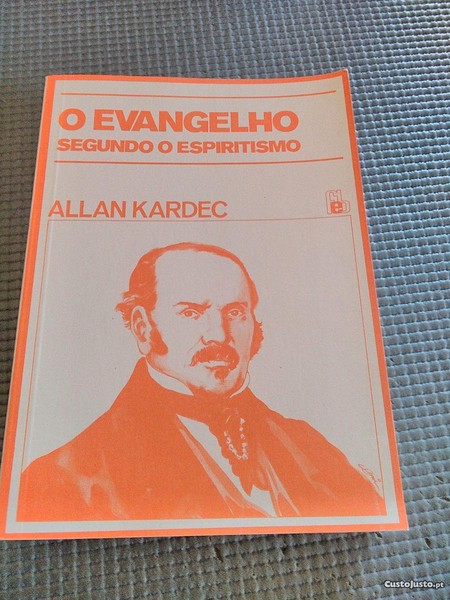 O EVANGELHO
SEGUNDO O ESPIRITISMO
ALLAN KARDEC
CustoJusto.pt